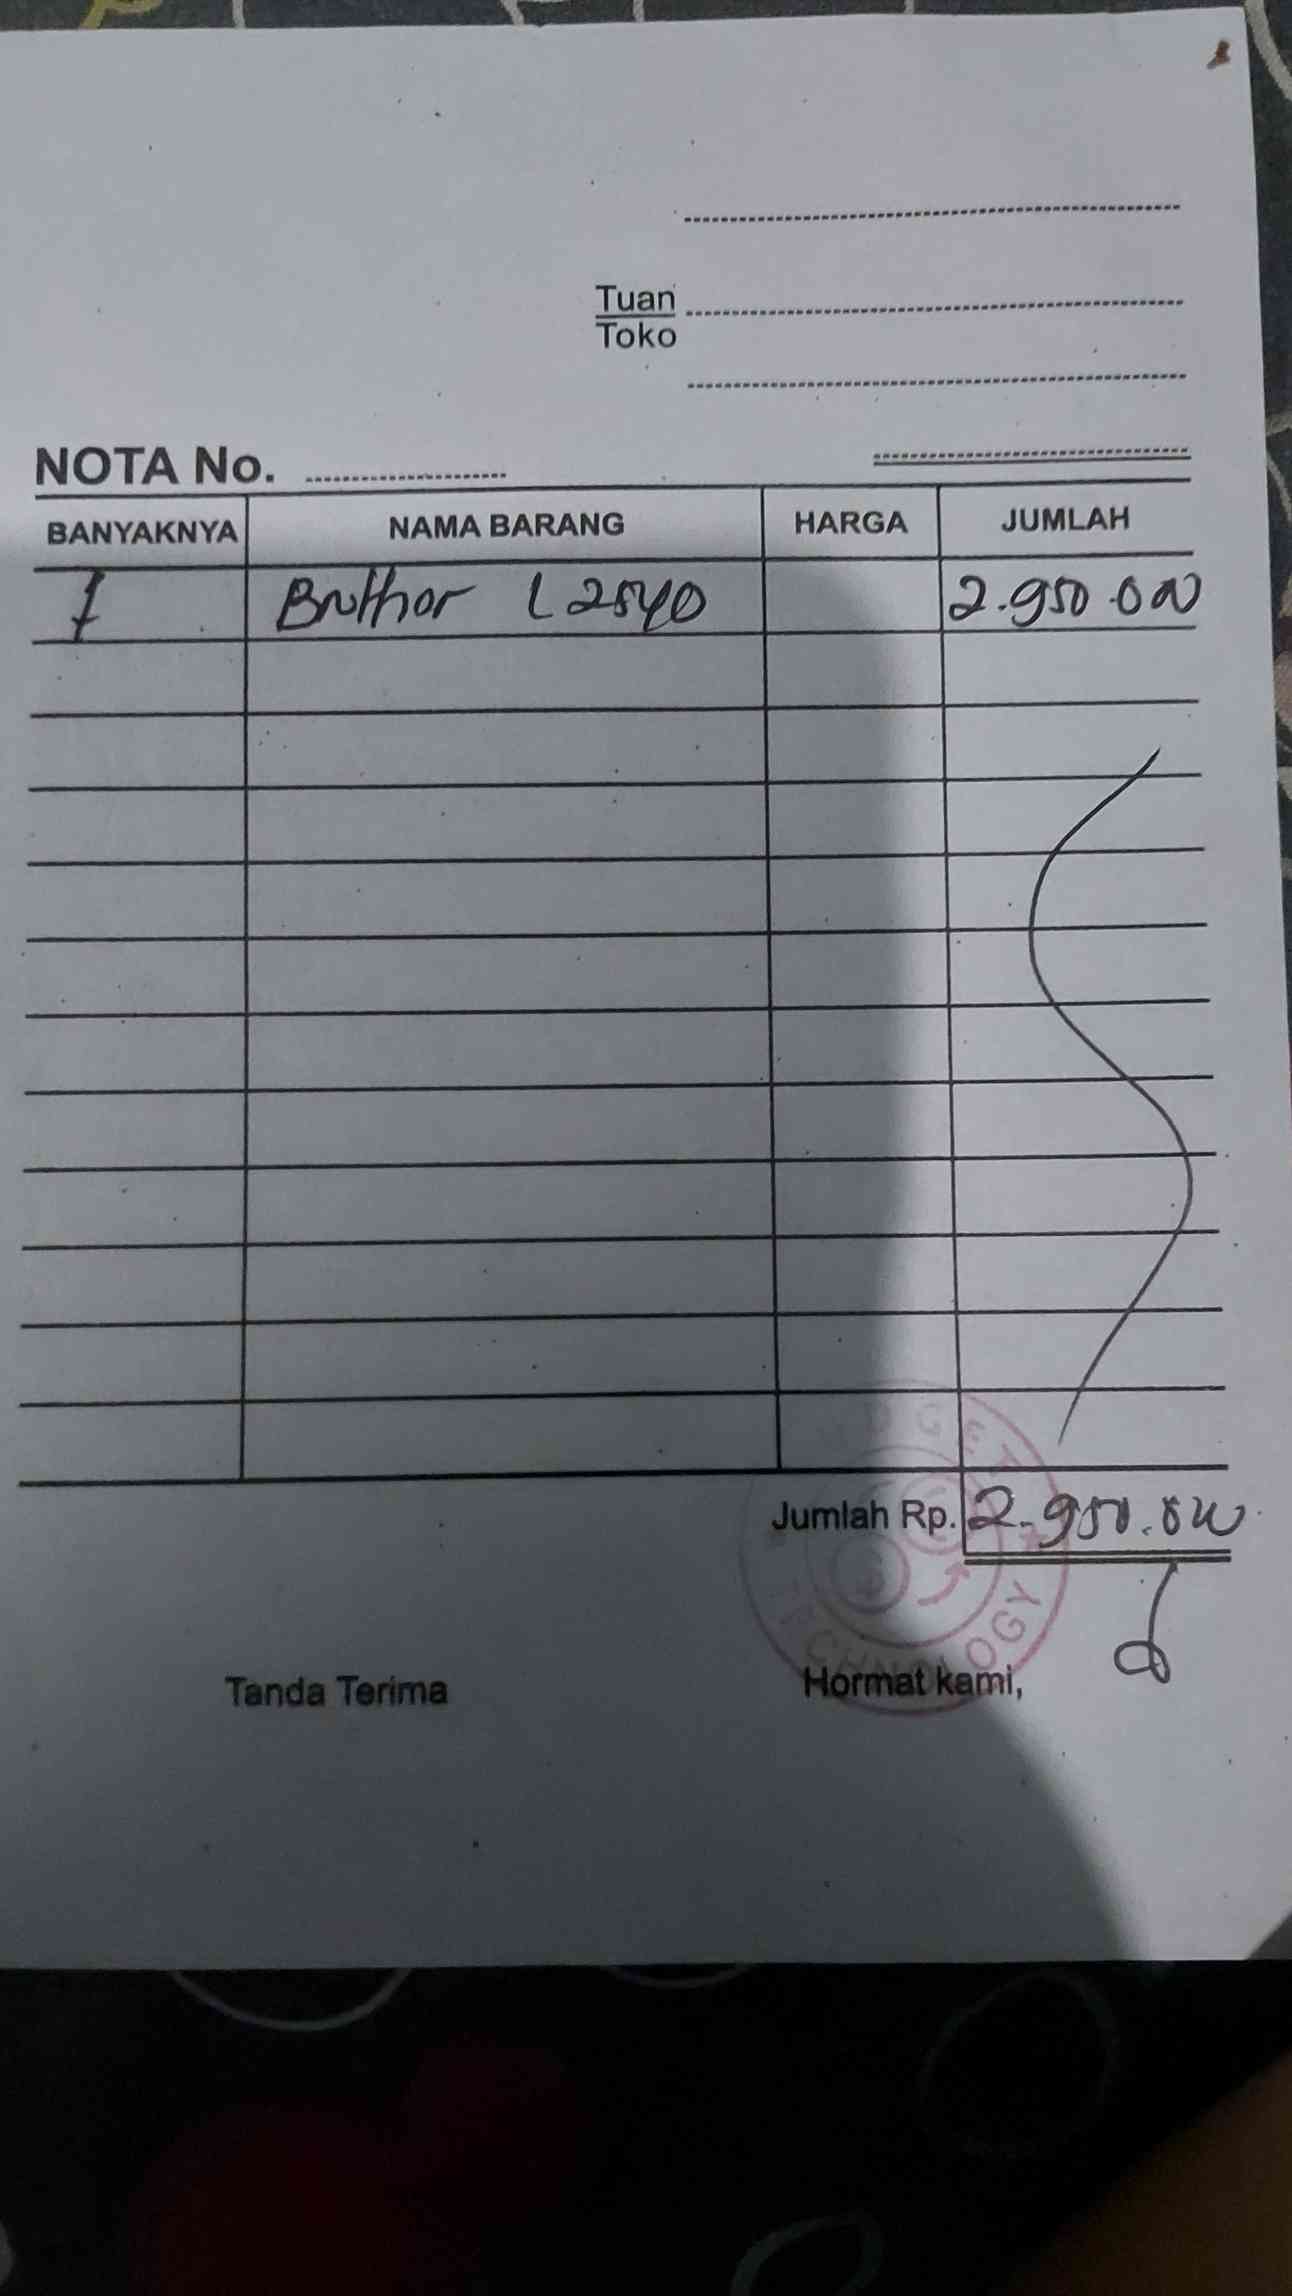 Tuan
Toko
NOTA No.
BANYAKNYA NAMA BARANG HARGA JUMLAH
1 Brother L2540 2.950.000
Jumlah Rp. 2.950.000
TECHNOLOGY
Tanda Terima Hormat kami,